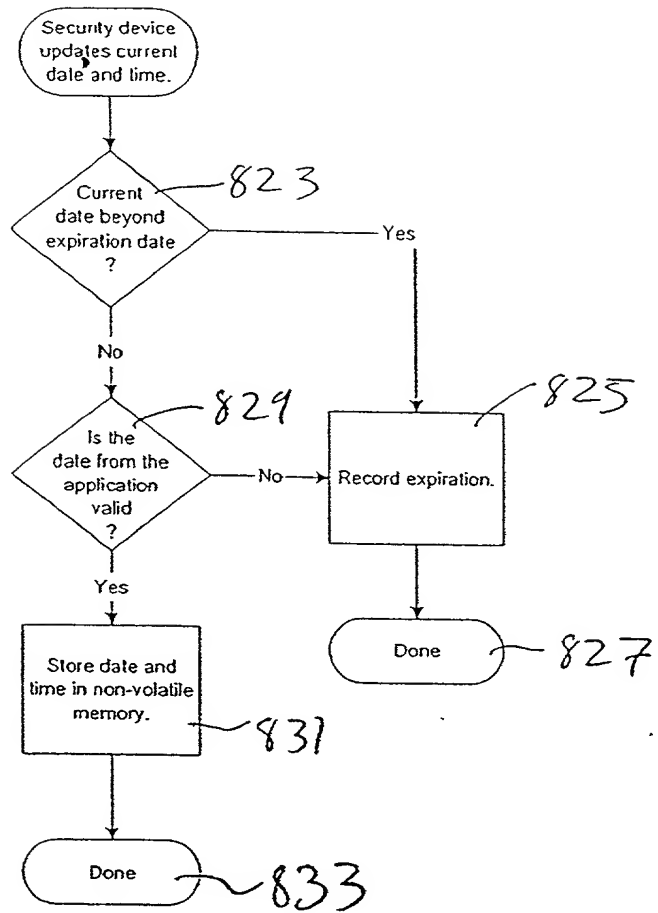 Security device
updates current
date and time.
823
Current
date beyond
expiration date
?
Yes
No
829
825
Is the
date from the
application
valid
?
No
Record expiration.
Yes
Done
827
Store date and
time in non-volatile
memory.
831
Done
833